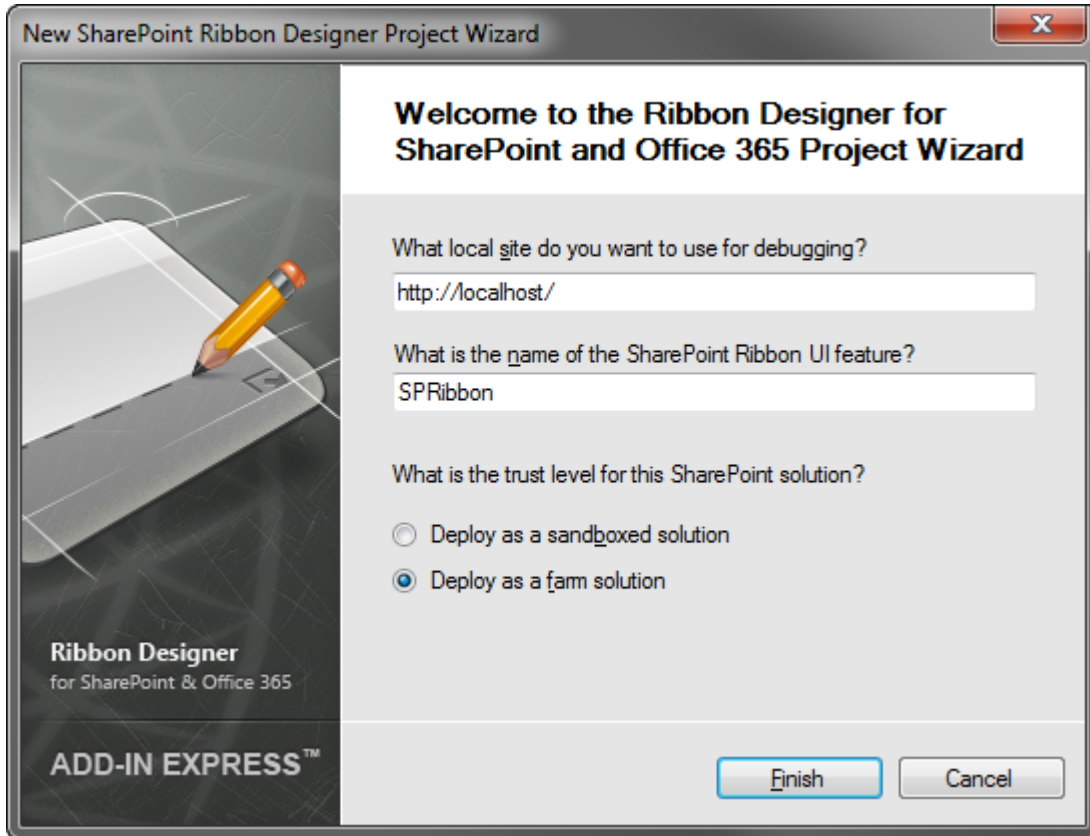 New SharePoint Ribbon Designer Project Wizard
Welcome to the Ribbon Designer for
SharePoint and Office 365 Project Wizard
What local site do you want to use for debugging?
http://localhost/
What is the name of the SharePoint Ribbon UI feature?
SPRibbon
What is the trust level for this SharePoint solution?
Deploy as a sandboxed solution
Deploy as a farm solution
Ribbon Designer
for SharePoint & Office 365
ADD-IN EXPRESS™
Finish
Cancel